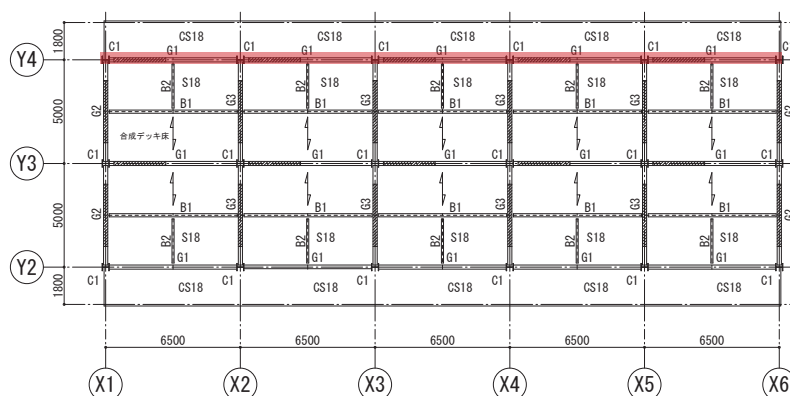 1800 CS18 CS18 CS18 CS18 CS18
C1 G1 C1 G1 C1 G1 C1 G1 C1 G1 C1
Y4
B2 S18 B2 S18 B2 S18 B2 S18 B2 S18
5000 G2 G3 G3 G3 G3 G2
B1 B1 B1 B1 B1
合成デッキ床
C1 G1 C1 G1 C1 G1 C1 G1 C1 G1 C1
Y3
5000 G2 B1 G3 B1 G3 B1 G3 B1 G3 B1 G2
B2 S18 B2 S18 B2 S18 B2 S18 B2 S18
G1 G1 G1 G1 G1
Y2
C1 C1 C1 C1 C1 C1
1800 CS18 CS18 CS18 CS18 CS18
6500 6500 6500 6500 6500
X1 X2 X3 X4 X5 X6